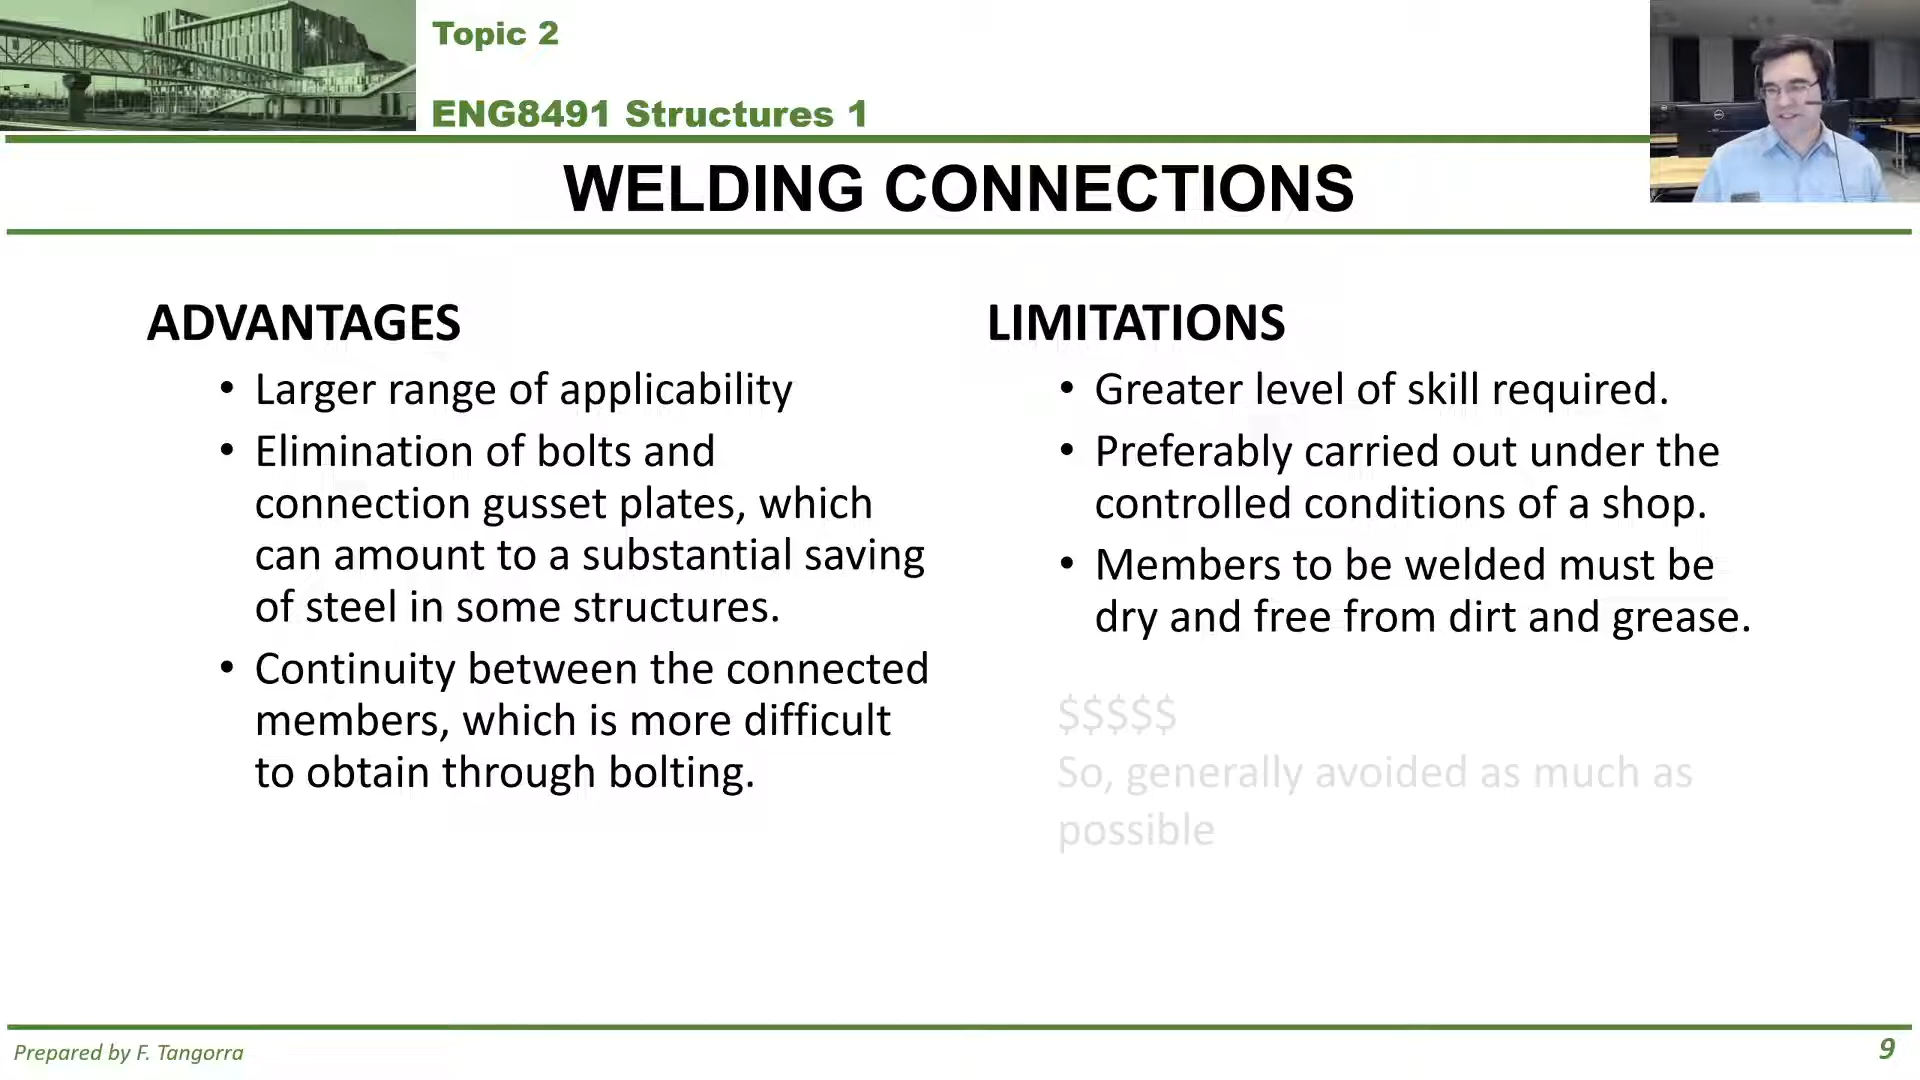 Topic 2
ENG8491 Structures 1
WELDING CONNECTIONS
ADVANTAGES
• Larger range of applicability
• Elimination of bolts and
connection gusset plates, which
can amount to a substantial saving
of steel in some structures.
• Continuity between the connected
members, which is more difficult
to obtain through bolting.
LIMITATIONS
• Greater level of skill required.
• Preferably carried out under the
controlled conditions of a shop.
• Members to be welded must be
dry and free from dirt and grease.
$$$$$
So, generally avoided as much as
possible
Prepared by F. Tangorra
9